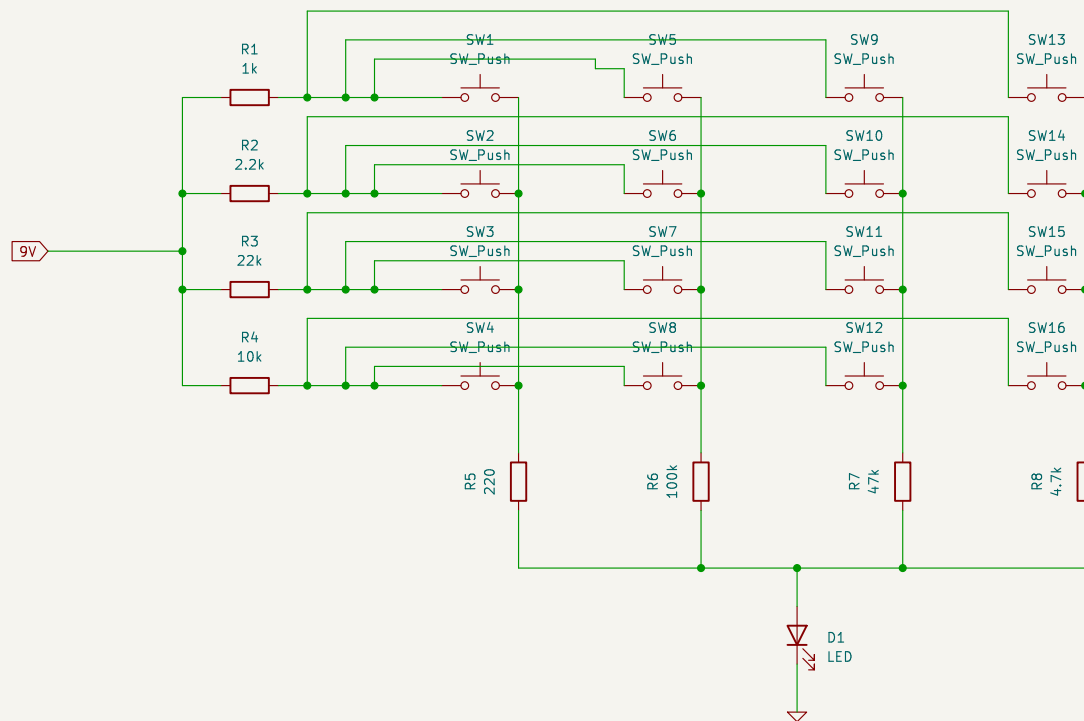 SW1
SW_Push
SW5
SW_Push
SW9
SW_Push
SW13
SW_Push
R1
1k
SW2
SW_Push
SW6
SW_Push
SW10
SW_Push
SW14
SW_Push
R2
2.2k
SW3
SW_Push
SW7
SW_Push
SW11
SW_Push
SW15
SW_Push
9V
R3
22k
SW4
SW_Push
SW8
SW_Push
SW12
SW_Push
SW16
SW_Push
R4
10k
R5
220
R6
100k
R7
47k
R8
4.7k
D1
LED